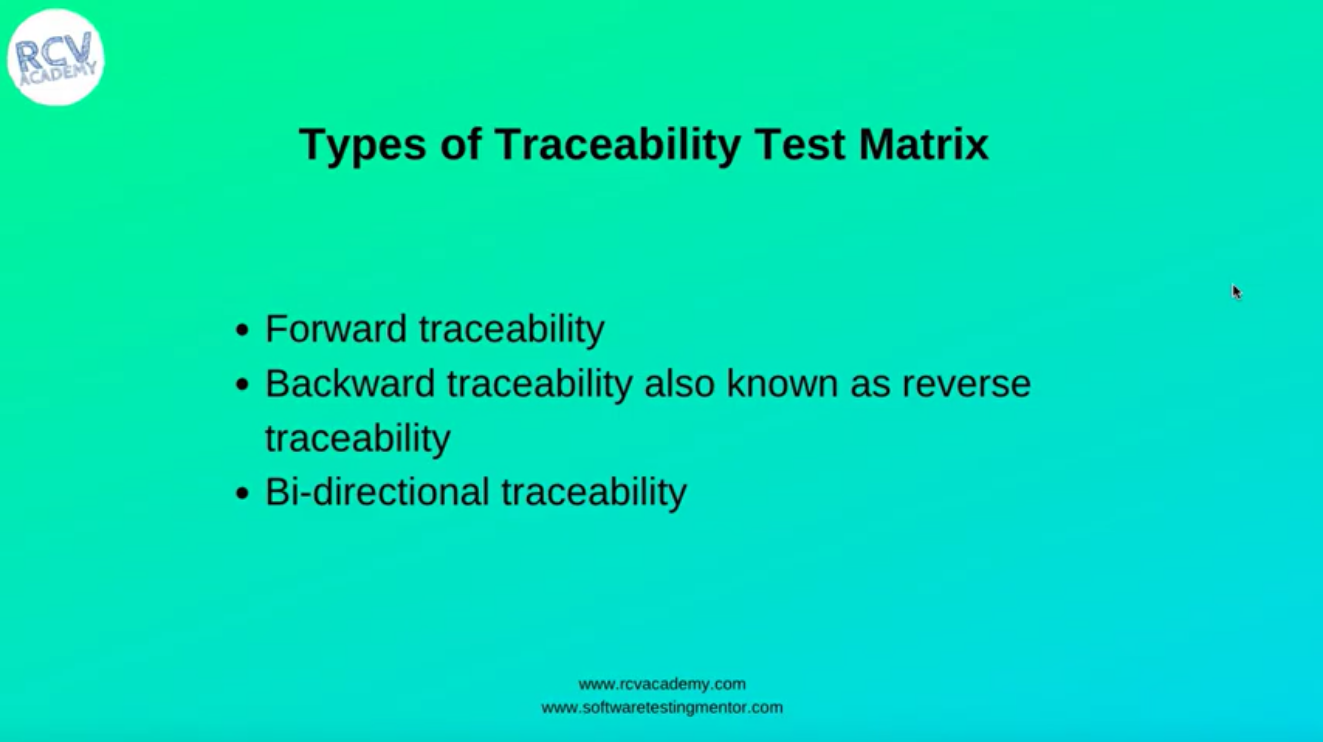 RCV
ACADEMY
Types of Traceability Test Matrix
• Forward traceability
• Backward traceability also known as reverse
traceability
• Bi-directional traceability
www.rcvacademy.com
www.softwaretestingmentor.com